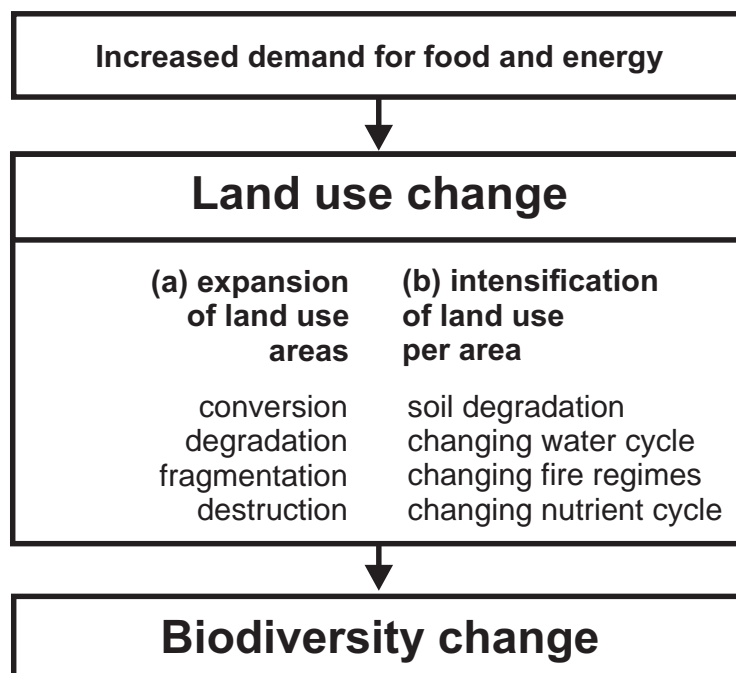 Increased demand for food and energy
Land use change
(a) expansion
of land use
areas
conversion
degradation
fragmentation
destruction
(b) intensification
of land use
per area
soil degradation
changing water cycle
changing fire regimes
changing nutrient cycle
Biodiversity change